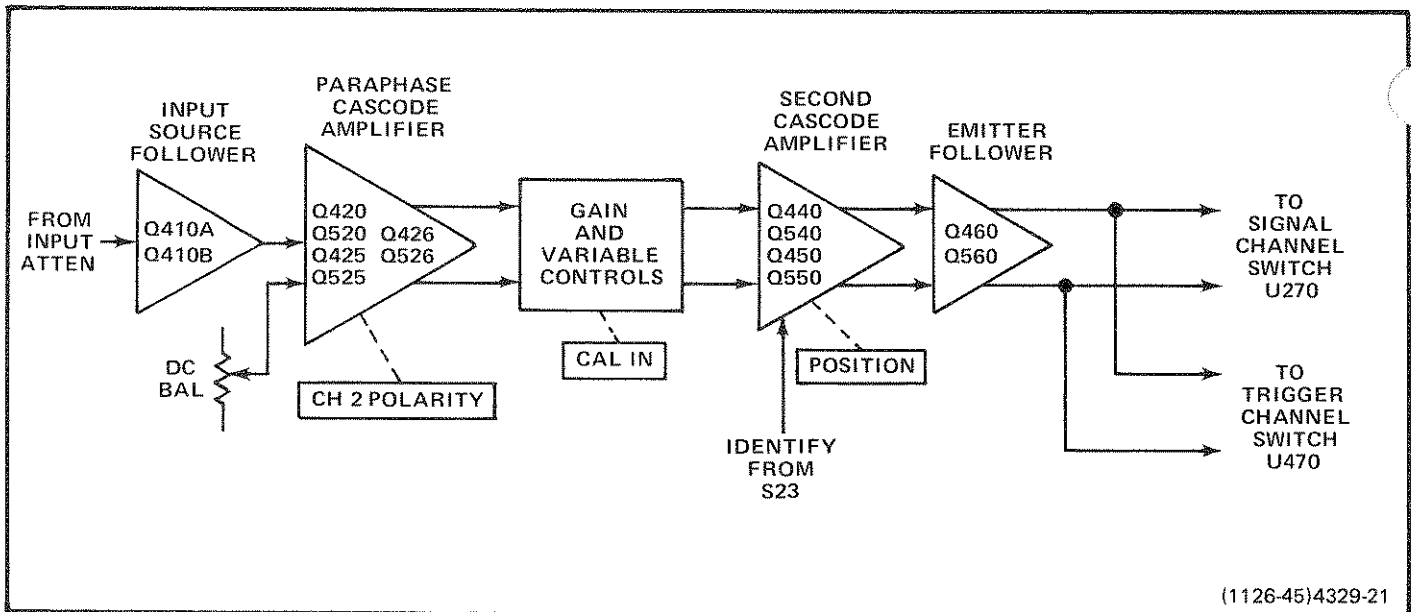 FROM
INPUT
ATTEN
INPUT
SOURCE
FOLLOWER
Q410A
Q410B
DC
BAL
PARAPHASE
CASCODE
AMPLIFIER
Q420
Q520 Q426
Q425 Q526
Q525
CH 2 POLARITY
GAIN
AND
VARIABLE
CONTROLS
CAL IN
SECOND
CASCODE
AMPLIFIER
Q440
Q540
Q450
Q550
POSITION
IDENTIFY
FROM
S23
EMITTER
FOLLOWER
Q460
Q560
TO
SIGNAL
CHANNEL
SWITCH
U270
TO
TRIGGER
CHANNEL
SWITCH
U470
(1126-45)4329-21